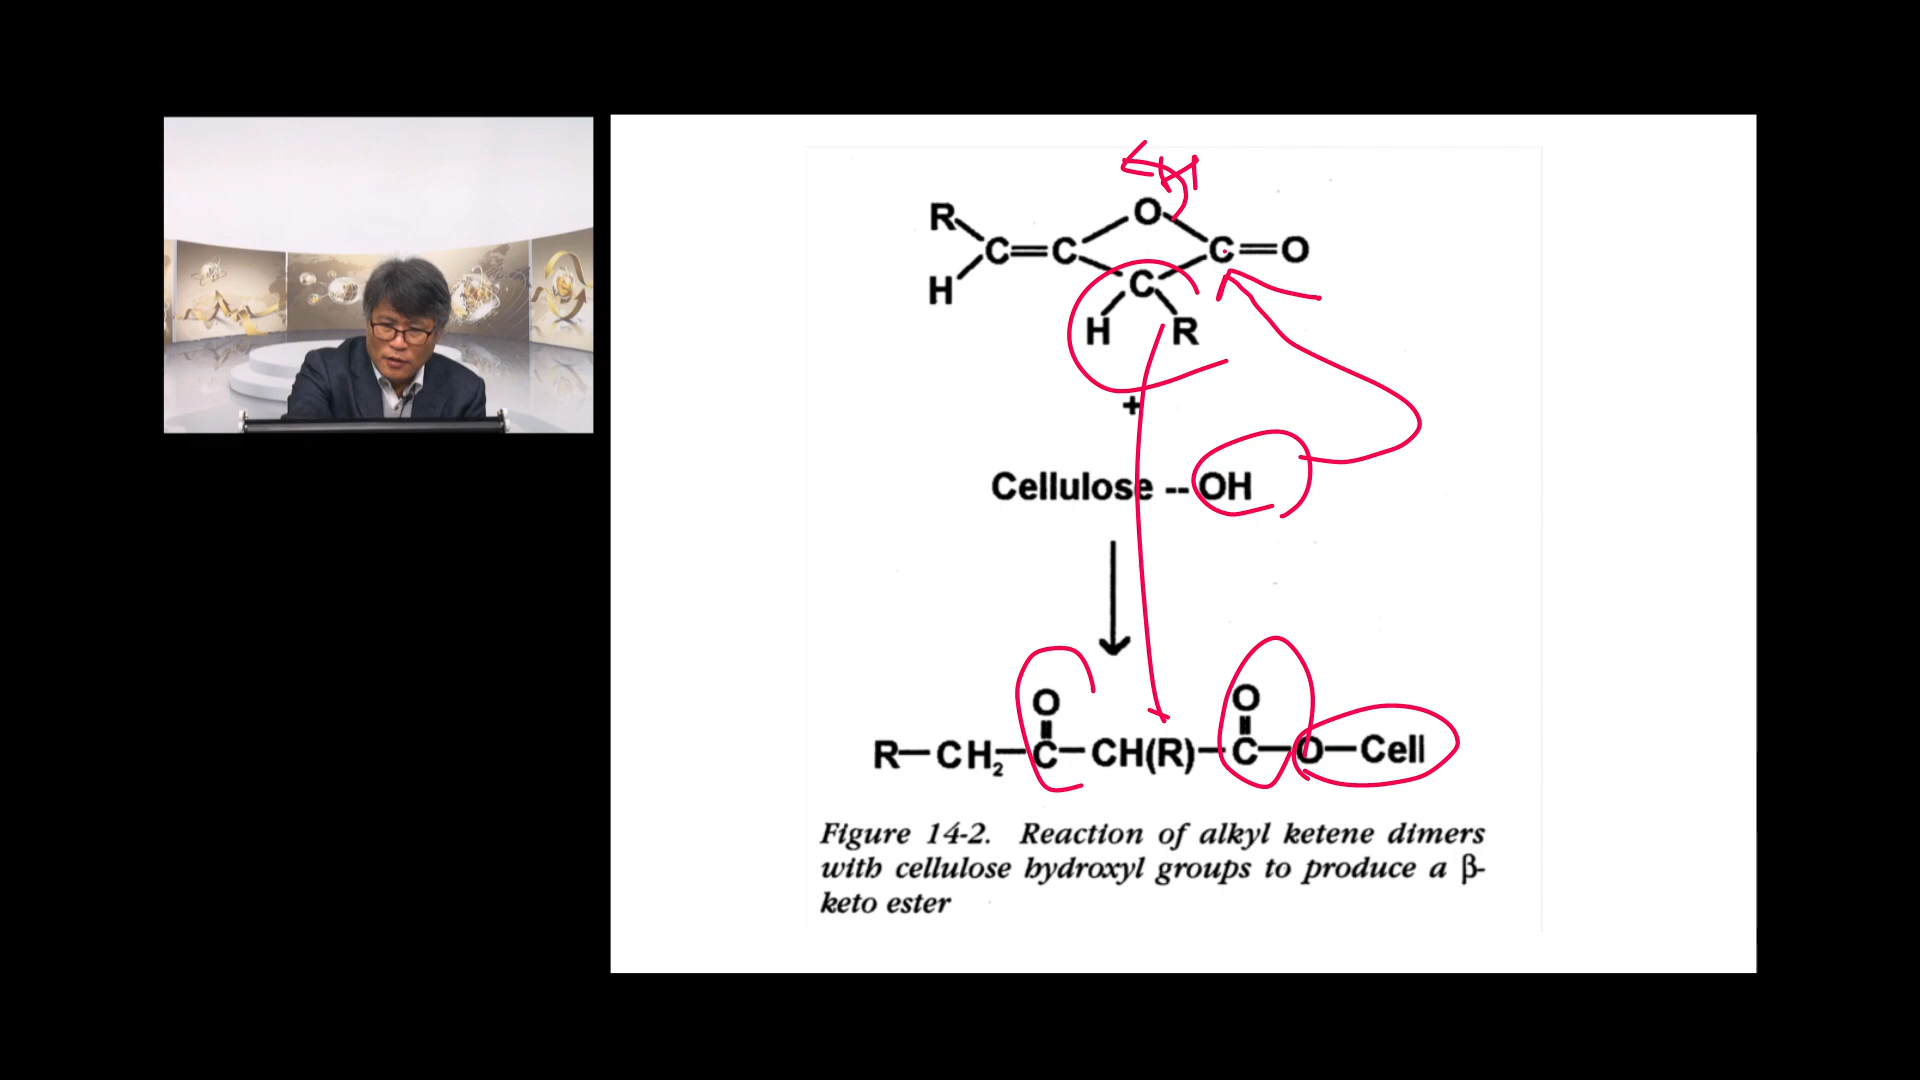 O
R
C=C C=O
H C
H R
+
Cellulose -- OH
O O
R—CH₂—C—CH(R)—C—O—Cell
Figure 14-2. Reaction of alkyl ketene dimers
with cellulose hydroxyl groups to produce a β-
keto ester